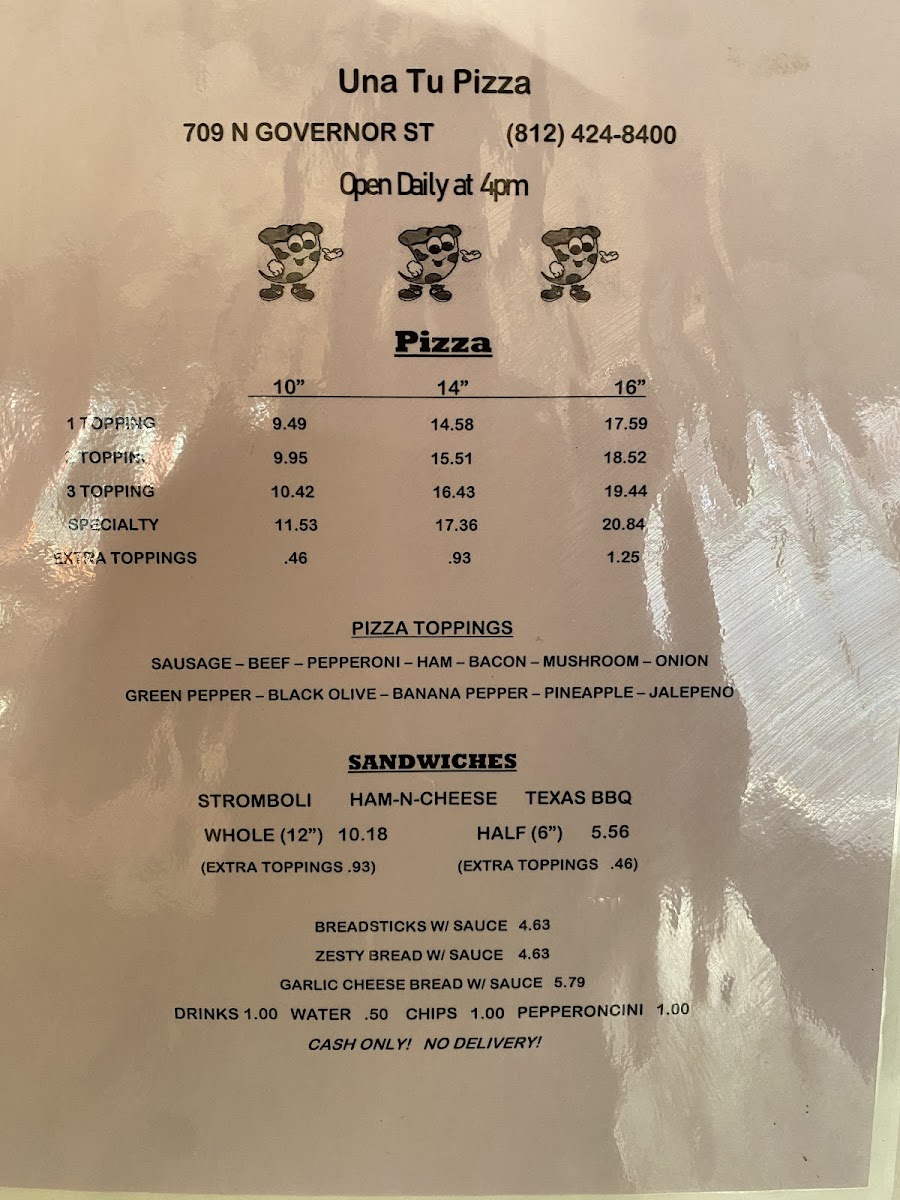 Una Tu Pizza
709 N GOVERNOR ST (812) 424-8400
Open Daily at 4pm
Pizza
10” 14” 16”
1 TOPPING 9.49 14.58 17.59
TOPPING 9.95 15.51 18.52
3 TOPPING 10.42 16.43 19.44
SPECIALTY 11.53 17.36 20.84
EXTRA TOPPINGS .46 .93 1.25
PIZZA TOPPINGS
SAUSAGE – BEEF – PEPPERONI – HAM – BACON – MUSHROOM – ONION
GREEN PEPPER – BLACK OLIVE – BANANA PEPPER – PINEAPPLE – JALEPENO
SANDWICHES
STROMBOLI HAM-N-CHEESE TEXAS BBQ
WHOLE (12”) 10.18 HALF (6”) 5.56
(EXTRA TOPPINGS .93) (EXTRA TOPPINGS .46)
BREADSTICKS W/ SAUCE 4.63
ZESTY BREAD W/ SAUCE 4.63
GARLIC CHEESE BREAD W/ SAUCE 5.79
DRINKS 1.00 WATER .50 CHIPS 1.00 PEPPERONCINI 1.00
CASH ONLY! NO DELIVERY!